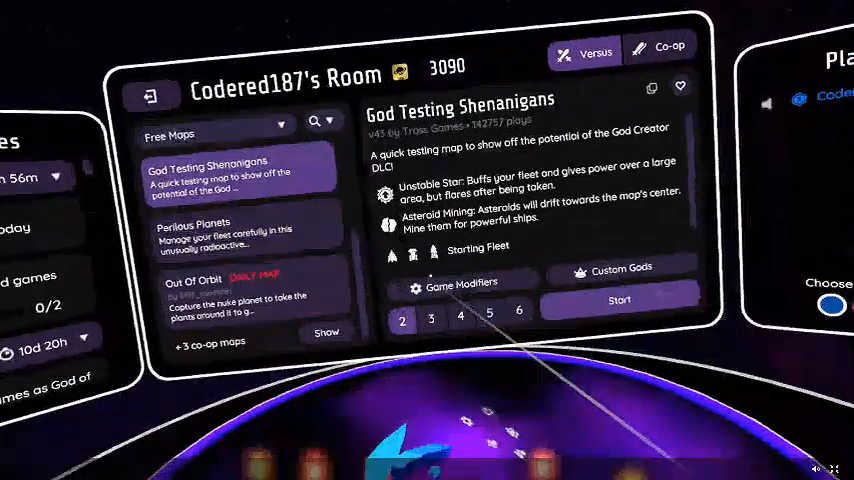 es
56m
oday
d games
0/2
10d 20h
mes as God of
Codered187's Room 3090
Versus
Co-op
Free Maps
God Testing Shenanigans
A quick testing map to show off the
potential of the God ...
Perilous Planets
Manage your fleet carefully in this
unusually radioactive...
Out Of Orbit DAILY MAP
Capture the nuke planet to take the
plants around it to g...
+ 3 co-op maps
Show
God Testing Shenanigans
v43 by Tross Games • 142757 plays
A quick testing map to show off the potential of the God Creator
DLC!
Unstable Star: Buffs your fleet and gives power over a large
area, but flares after being taken.
Asteroid Mining: Asteroids will drift towards the map's center.
Mine them for powerful ships.
Starting Fleet
Game Modifiers
Custom Gods
2 3 4 5 6
Start
Pla
Coder
Choose